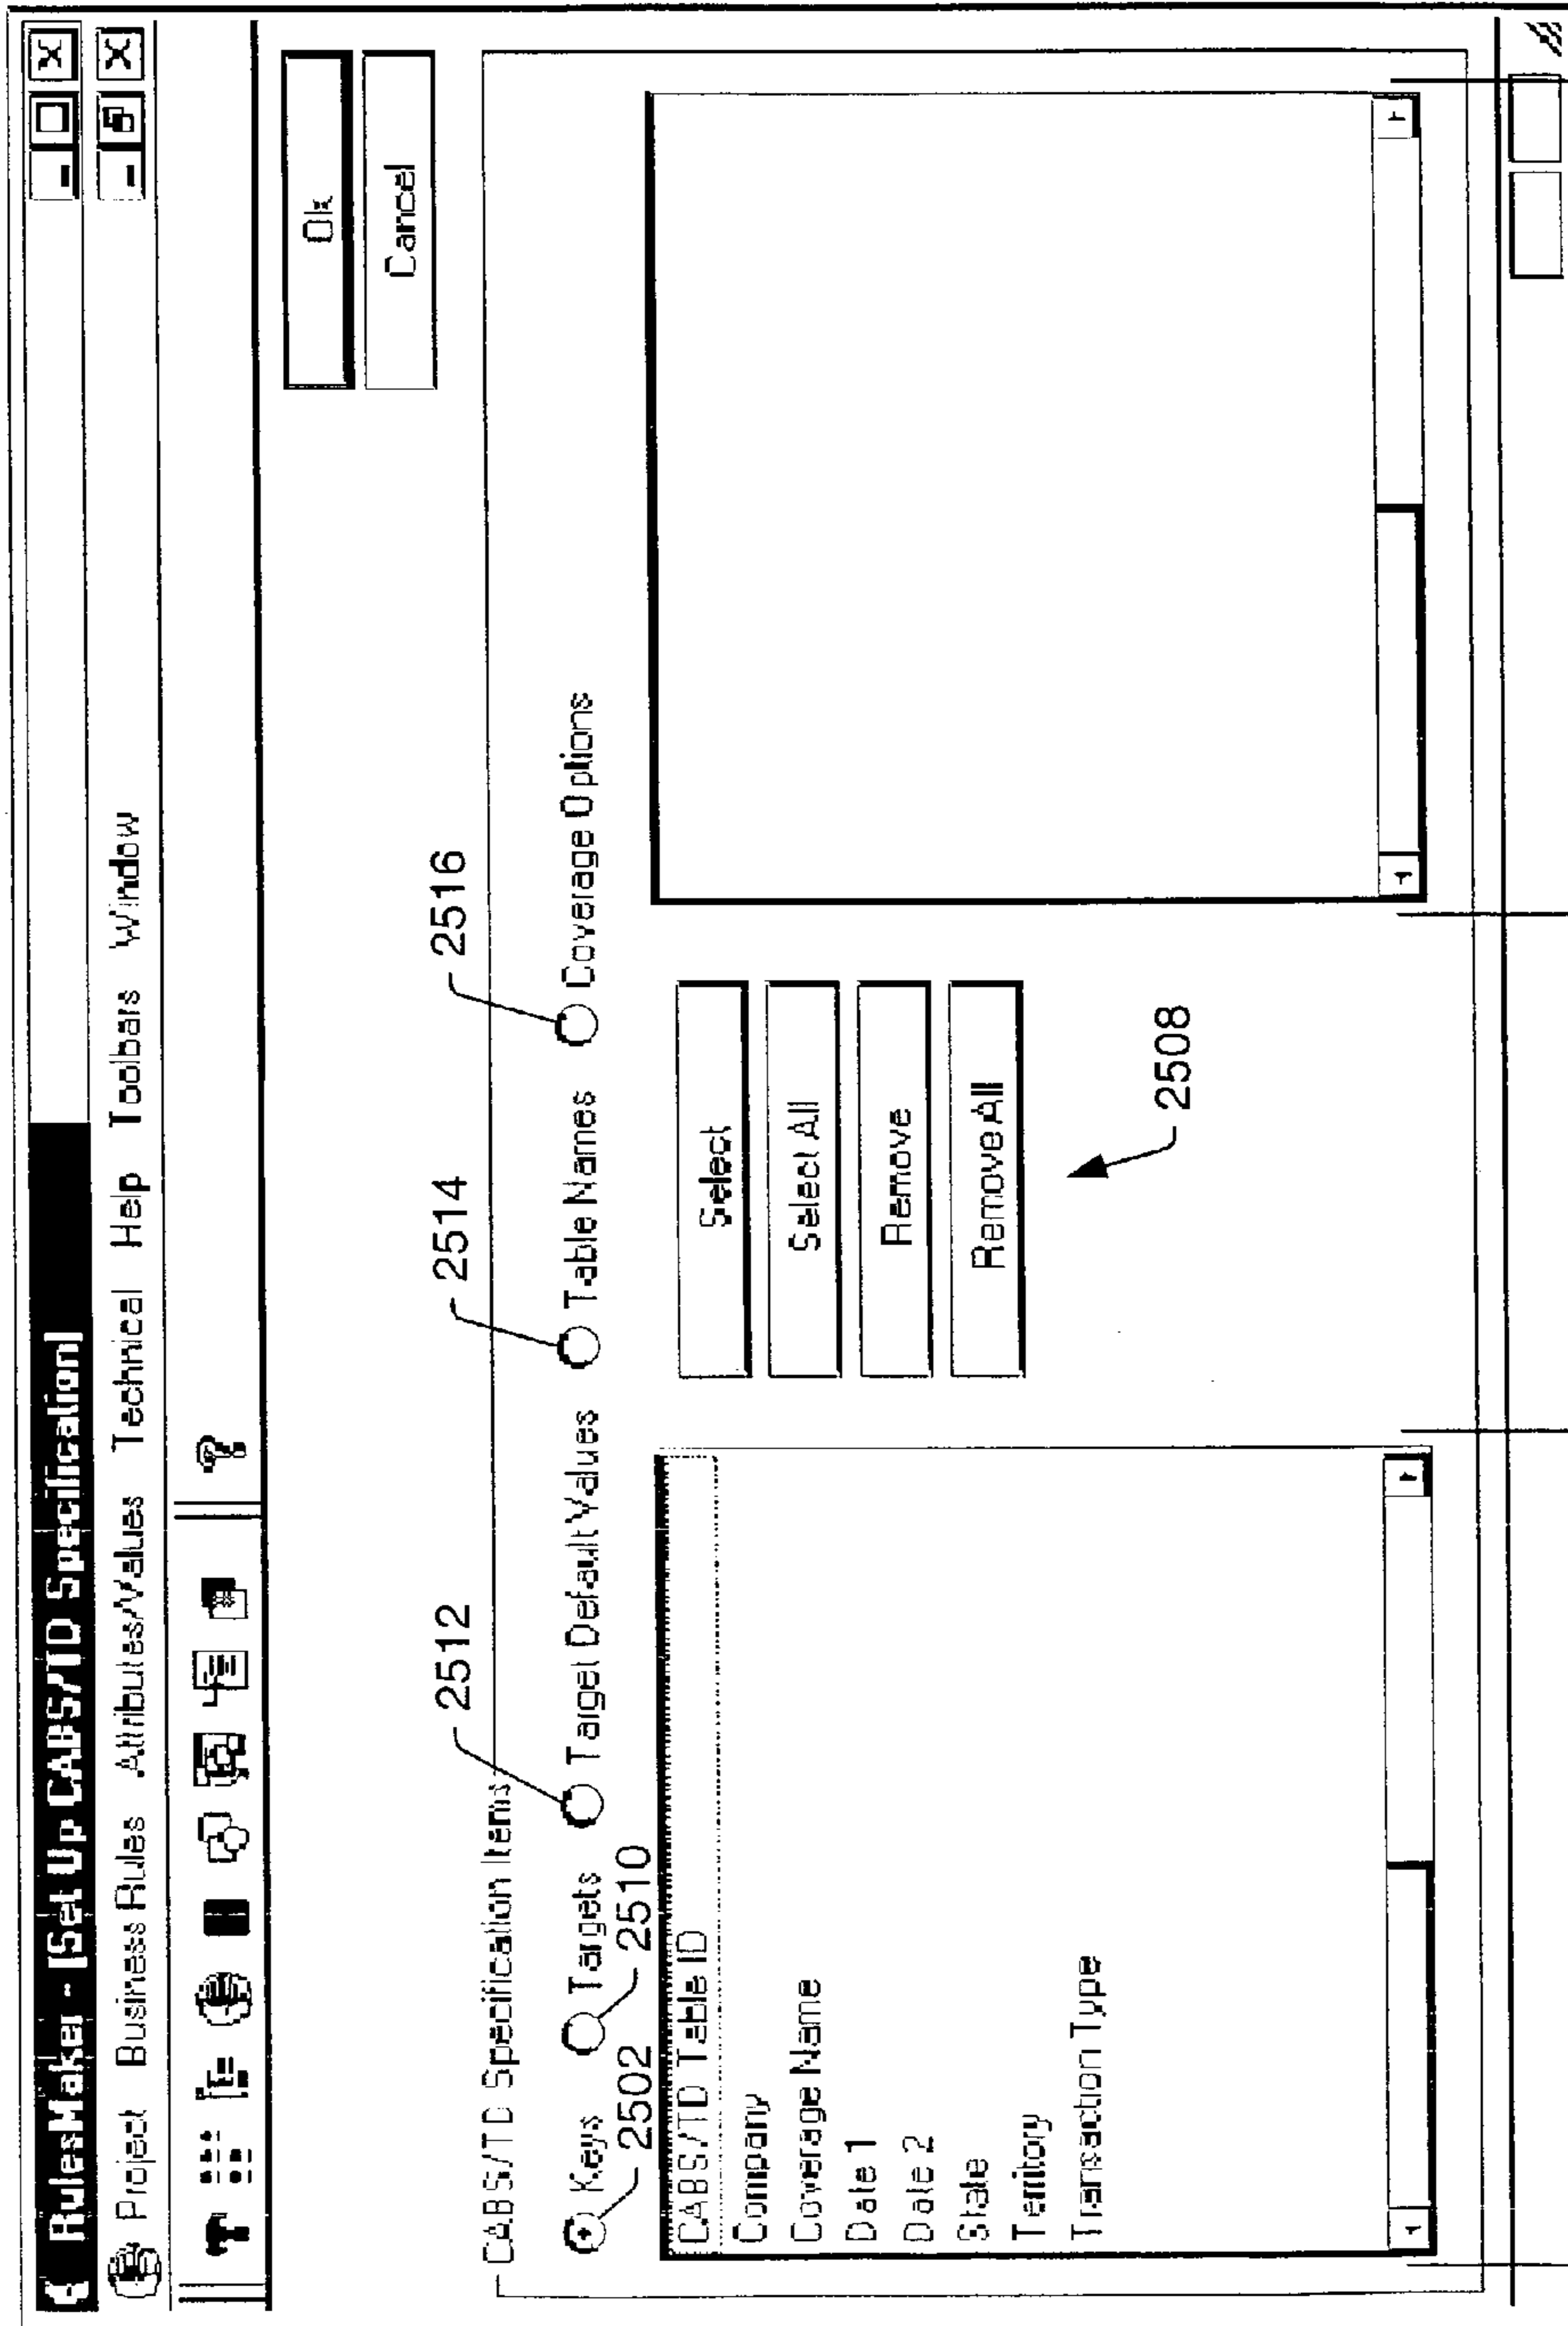 RulesMaker - [Set Up CABS/TD Specification]
Project Business Rules Attributes/Values Technical Help Toolbars Window
Ok
Cancel
CABS/TD Specification Items
2512
2514
2516
Keys Targets Target Default Values Table Names Coverage Options
2502
2510
CABS/TD Table ID
Company
Coverage Name
Date 1
Date 2
State
Territory
Transaction Type
Select
Select All
Remove
Remove All
2508